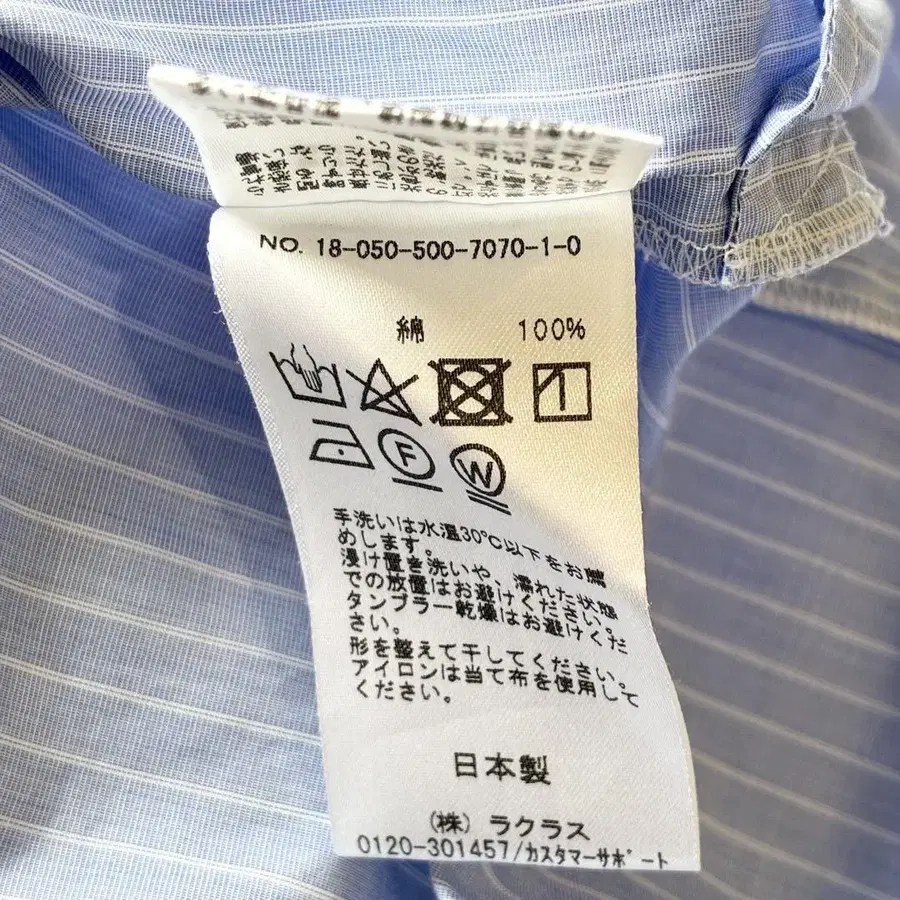 NO. 18-050-500-7070-1-0
綿 100%
F
W
手洗いは水温30℃以下をお薦
めします。
浸け置き洗いや、濡れた状態
での放置はお避けください。
タンブラー乾燥はお避けくだ
さい。
形を整えて干してください。
アイロンは当て布を使用して
ください。
日本製
(株) ラクラス
0120-301457/カスタマーサポート